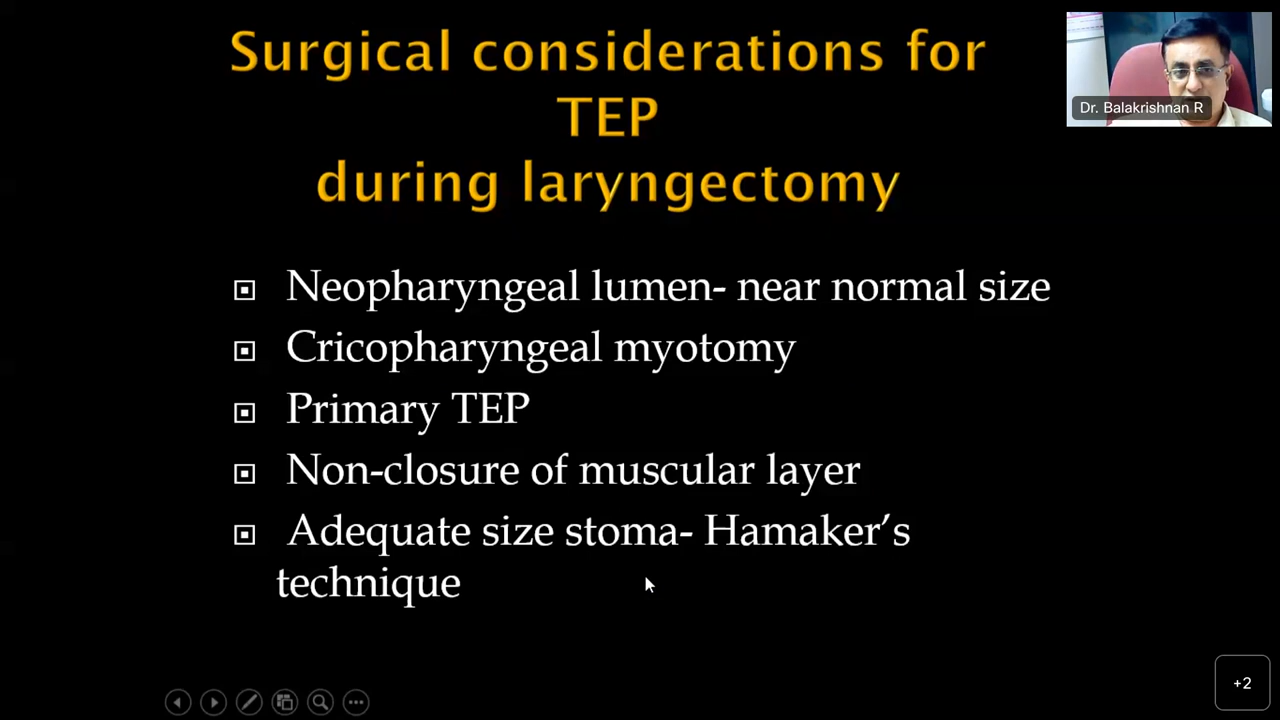 Surgical considerations for
TEP
during laryngectomy
Dr. Balakrishnan R
Neopharyngeal lumen- near normal size
Cricopharyngeal myotomy
Primary TEP
Non-closure of muscular layer
Adequate size stoma- Hamaker’s
technique
+2